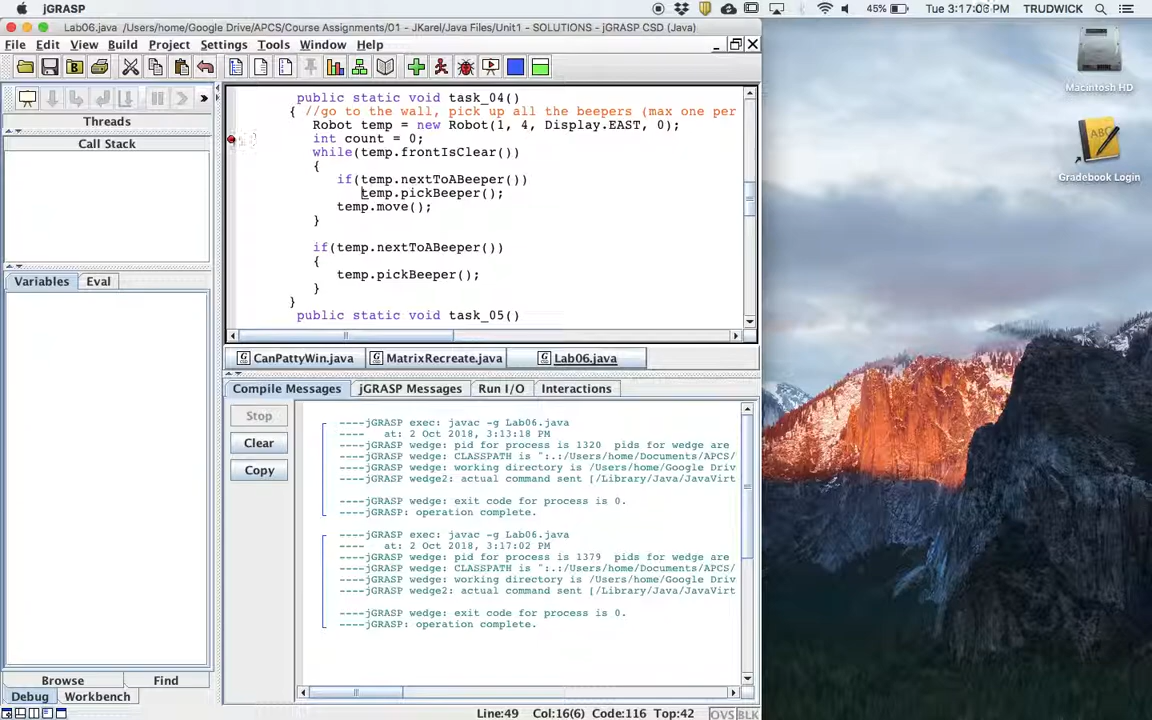 jGRASP
45%
Tue 3:17:03 PM
TRUDWICK
Lab06.java /Users/home/Google Drive/APCS/Course Assignments/01 - JKarel/Java Files/Unit1 - SOLUTIONS - jGRASP CSD (Java)
File Edit View Build Project Settings Tools Window Help
Threads
Call Stack
Variables Eval
Browse Find
Debug Workbench
public static void task_04()
{ //go to the wall, pick up all the beepers (max one per
Robot temp = new Robot(1, 4, Display.EAST, 0);
int count = 0;
while(temp.frontIsClear())
{
if(temp.nextToABeeper())
temp.pickBeeper();
temp.move();
}
if(temp.nextToABeeper())
{
temp.pickBeeper();
}
}
public static void task_05()
CanPattyWin.java MatrixRecreate.java Lab06.java
Compile Messages jGRASP Messages Run I/O Interactions
Stop
Clear
Copy
----jGRASP exec: javac -g Lab06.java
---- at: 2 Oct 2018, 3:13:18 PM
----jGRASP wedge: pid for process is 1320 pids for wedge are
----jGRASP wedge: CLASSPATH is ".:/Users/home/Documents/APCS/
----jGRASP wedge: working directory is /Users/home/Google Driv
----jGRASP wedge2: actual command sent [/Library/Java/JavaVirt
----jGRASP wedge: exit code for process is 0.
----jGRASP: operation complete.
----jGRASP exec: javac -g Lab06.java
---- at: 2 Oct 2018, 3:17:02 PM
----jGRASP wedge: pid for process is 1379 pids for wedge are
----jGRASP wedge: CLASSPATH is ".:/Users/home/Documents/APCS/
----jGRASP wedge: working directory is /Users/home/Google Driv
----jGRASP wedge2: actual command sent [/Library/Java/JavaVirt
----jGRASP wedge: exit code for process is 0.
----jGRASP: operation complete.
Line:49 Col:16(6) Code:116 Top:42
OVS BLK
Macintosh HD
ABC
Gradebook Login